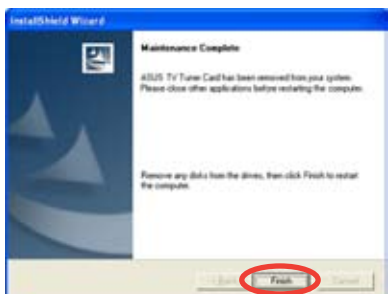 InstallShield Wizard
Maintenance Complete
ASUS TV Tuner Card has been removed from your system.
Please close other applications before restarting the computer.
Remove any disks from the drives, then click Finish to restart
the computer.
< Back
Finish
Cancel